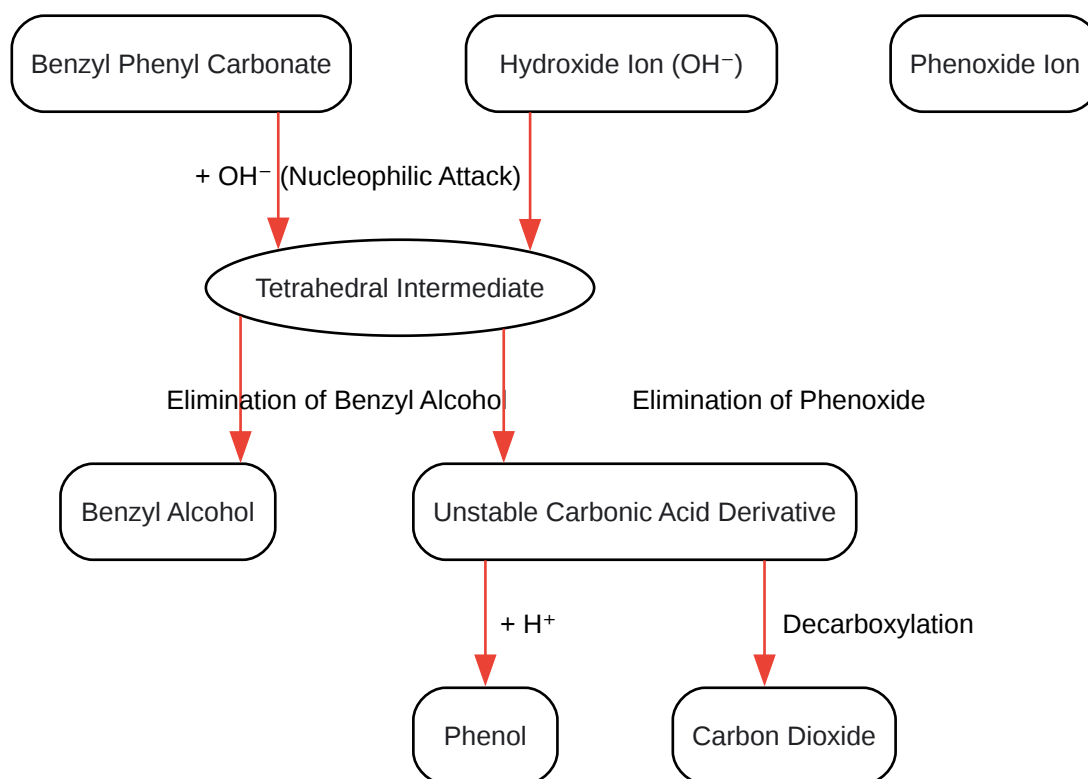 Benzyl Phenyl Carbonate
Hydroxide Ion (OH⁻)
Phenoxide Ion
+ OH⁻ (Nucleophilic Attack)
Tetrahedral Intermediate
Elimination of Benzyl Alcohol
Elimination of Phenoxide
Benzyl Alcohol
Unstable Carbonic Acid Derivative
+ H⁺
Decarboxylation
Phenol
Carbon Dioxide